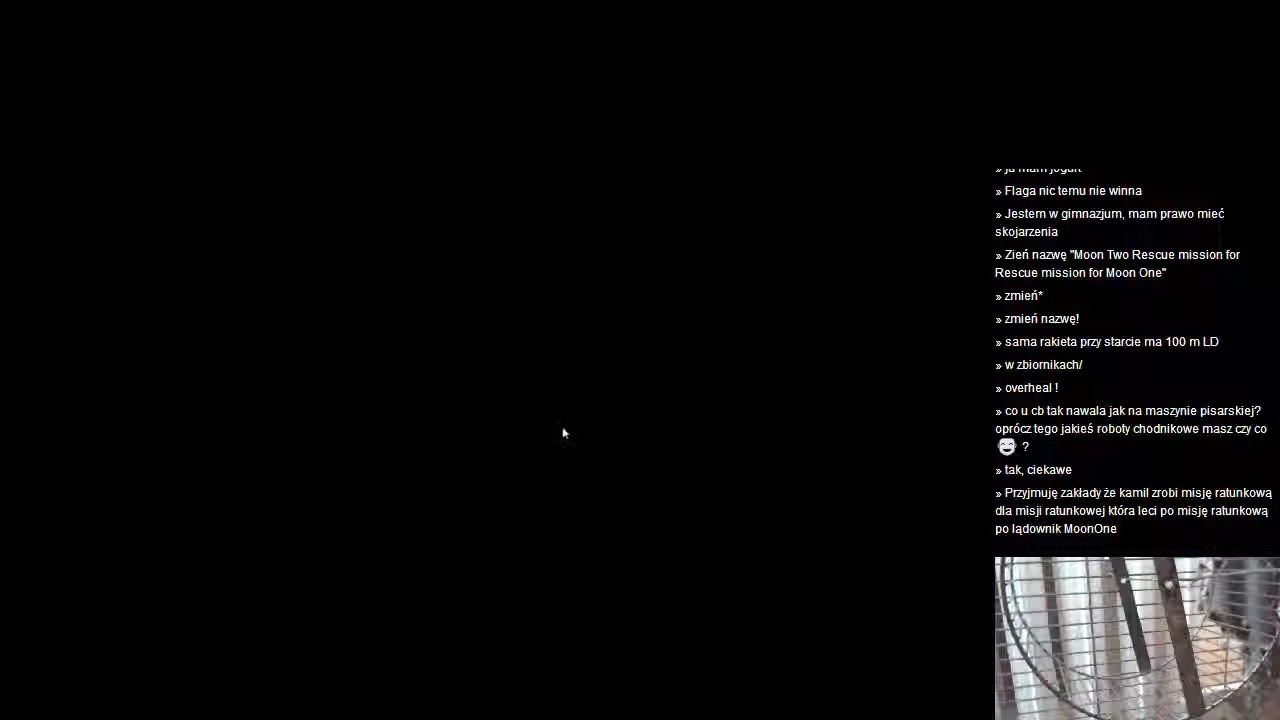 » ja mam jogurt
» Flaga nic temu nie winna
» Jestem w gimnazjum, mam prawo mieć
skojarzenia
» Zień nazwę "Moon Two Rescue mission for
Rescue mission for Moon One"
» zmień*
» zmień nazwę!
» sama rakieta przy starcie ma 100 m LD
» w zbiornikach/
» overheal !
» co u cb tak nawala jak na maszynie pisarskiej?
oprócz tego jakieś roboty chodnikowe masz czy co
?
» tak, ciekawe
» Przyjmuję zakłady że kamil zrobi misję ratunkową
dla misji ratunkowej która leci po misję ratunkową
po lądownik MoonOne